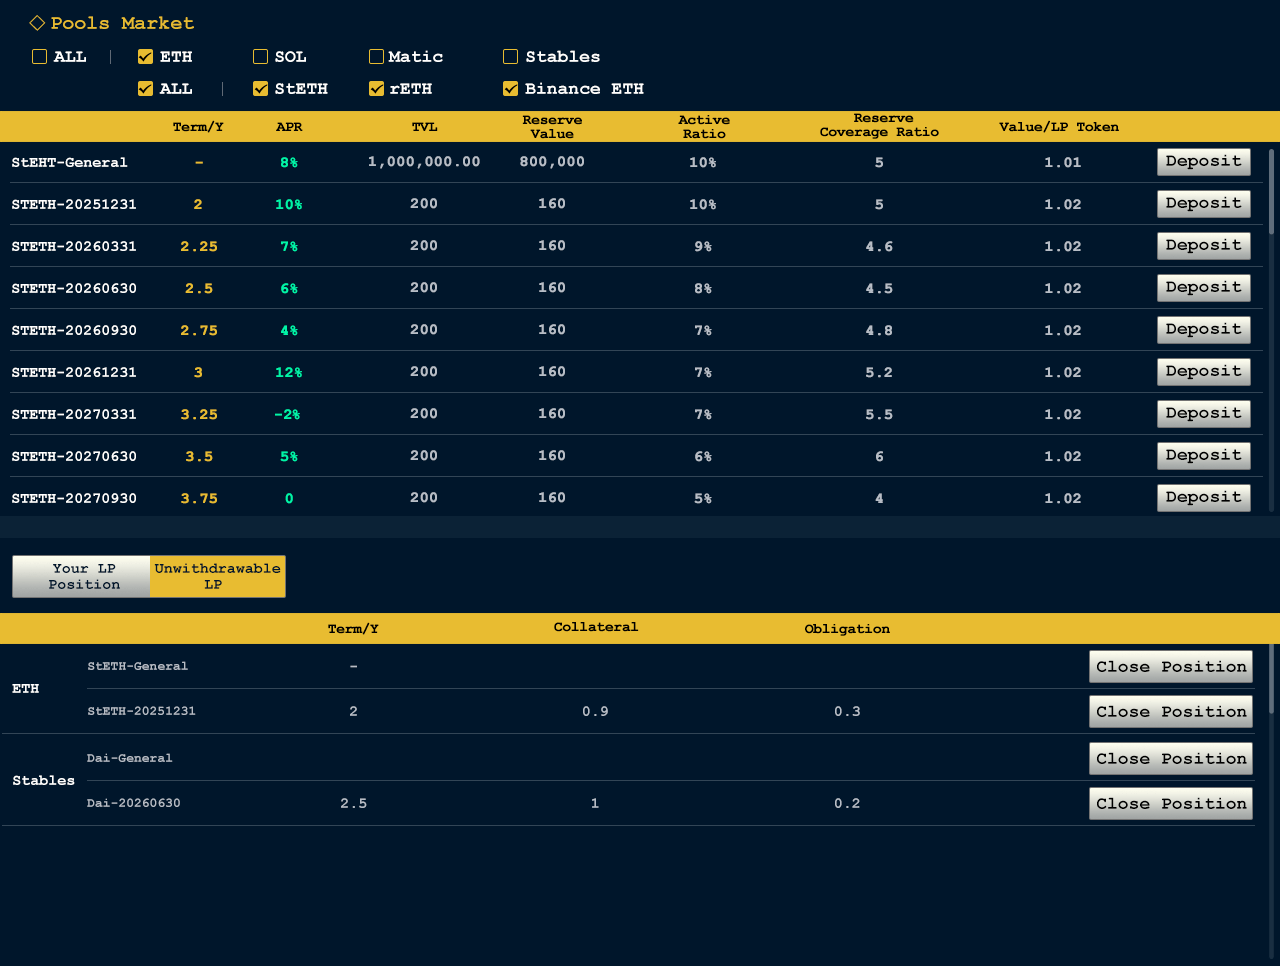 Pools Market
ALL | ETH SOL Matic Stables
ALL | StETH rETH Binance ETH
Term/Y APR TVL Reserve Value Active Ratio Reserve Coverage Ratio Value/LP Token
StEHT-General - 8% 1,000,000.00 800,000 10% 5 1.01 Deposit
STETH-20251231 2 10% 200 160 10% 5 1.02 Deposit
STETH-20260331 2.25 7% 200 160 9% 4.6 1.02 Deposit
STETH-20260630 2.5 6% 200 160 8% 4.5 1.02 Deposit
STETH-20260930 2.75 4% 200 160 7% 4.8 1.02 Deposit
STETH-20261231 3 12% 200 160 7% 5.2 1.02 Deposit
STETH-20270331 3.25 -2% 200 160 7% 5.5 1.02 Deposit
STETH-20270630 3.5 5% 200 160 6% 6 1.02 Deposit
STETH-20270930 3.75 0 200 160 5% 4 1.02 Deposit
Your LP Position Unwithdrawable LP
Term/Y Collateral Obligation
ETH
StETH-General - Close Position
StETH-20251231 2 0.9 0.3 Close Position
Stables
Dai-General Close Position
Dai-20260630 2.5 1 0.2 Close Position